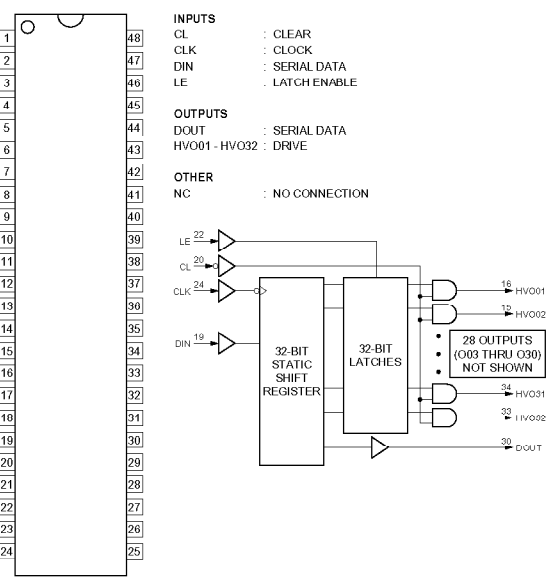 INPUTS
CL : CLEAR
CLK : CLOCK
DIN : SERIAL DATA
LE : LATCH ENABLE
OUTPUTS
DOUT : SERIAL DATA
HVO01 - HVO32 : DRIVE
OTHER
NC : NO CONNECTION
1 48
2 47
3 46
4 45
5 44
6 43
7 42
8 41
9 40
10 39
11 38
12 37
13 36
14 35
15 34
16 33
17 32
18 31
19 30
20 29
21 28
22 27
23 26
24 25
LE 22
CL 20
CLK 24
DIN 19
32-BIT
STATIC
SHIFT
REGISTER
32-BIT
LATCHES
16 HVO01
15 HVO02
28 OUTPUTS
(O03 THRU O30)
NOT SHOWN
34 HVO31
33 HVO32
30 DOUT